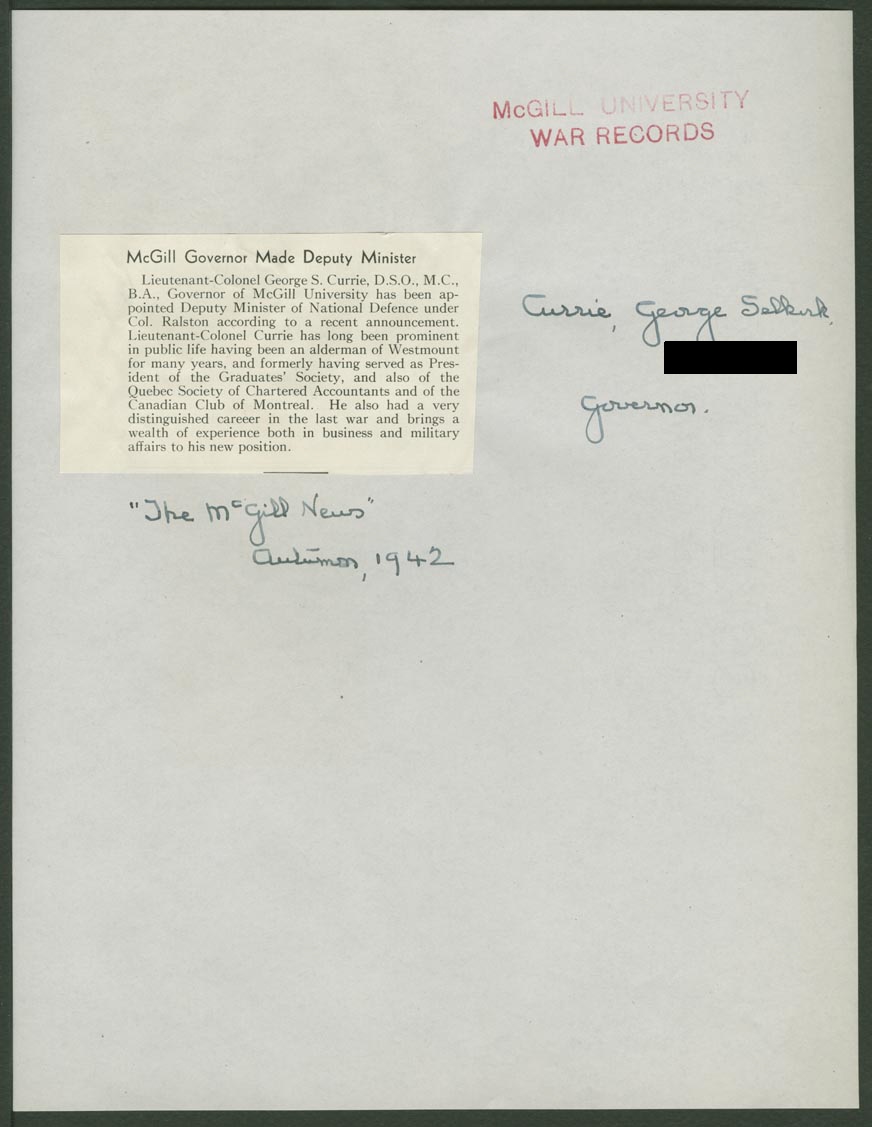 McGILL UNIVERSITY
WAR RECORDS
McGill Governor Made Deputy Minister
Lieutenant-Colonel George S. Currie, D.S.O., M.C.,
B.A., Governor of McGill University has been ap-
pointed Deputy Minister of National Defence under
Col. Ralston according to a recent announcement.
Lieutenant-Colonel Currie has long been prominent
in public life having been an alderman of Westmount
for many years, and formerly having served as Pres-
ident of the Graduates' Society, and also of the
Quebec Society of Chartered Accountants and of the
Canadian Club of Montreal. He also had a very
distinguished careeer in the last war and brings a
wealth of experience both in business and military
affairs to his new position.
Currie, George Selkirk,
Governor.
"The McGill News"
Autumn, 1942